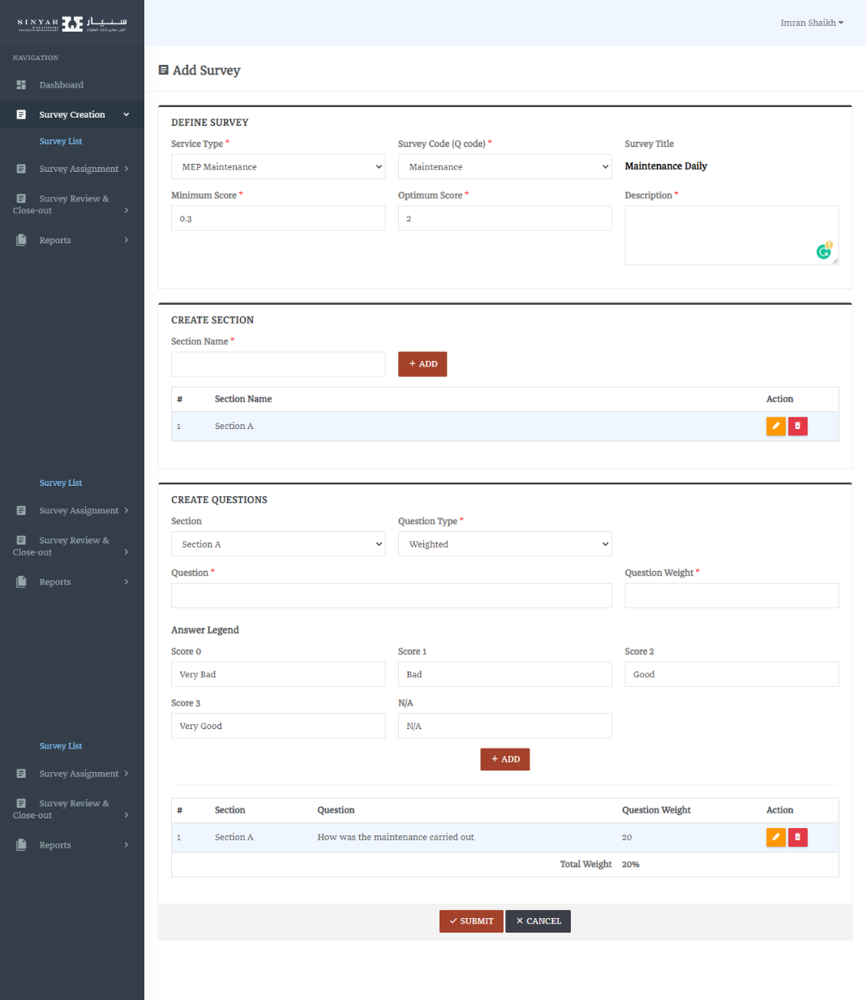 SINYAR
سنيار
Imran Shaikh
NAVIGATION
Add Survey
Dashboard
Survey Creation
Survey List
Survey Assignment
Survey Review &
Close-out
Reports
DEFINE SURVEY
Service Type *
Survey Code (Q code) *
Survey Title
MEP Maintenance
Maintenance
Maintenance Daily
Minimum Score *
Optimum Score *
Description *
0.3
2
CREATE SECTION
Section Name *
+ ADD
# Section Name Action
1 Section A
Survey List
Survey Assignment
Survey Review &
Close-out
Reports
CREATE QUESTIONS
Section
Question Type *
Section A
Weighted
Question *
Question Weight *
Answer Legend
Score 0
Score 1
Score 2
Very Bad
Bad
Good
Score 3
N/A
Very Good
N/A
+ ADD
Survey List
Survey Assignment
Survey Review &
Close-out
Reports
# Section Question Question Weight Action
1 Section A How was the maintenance carried out 20
Total Weight 20%
SUBMIT
CANCEL